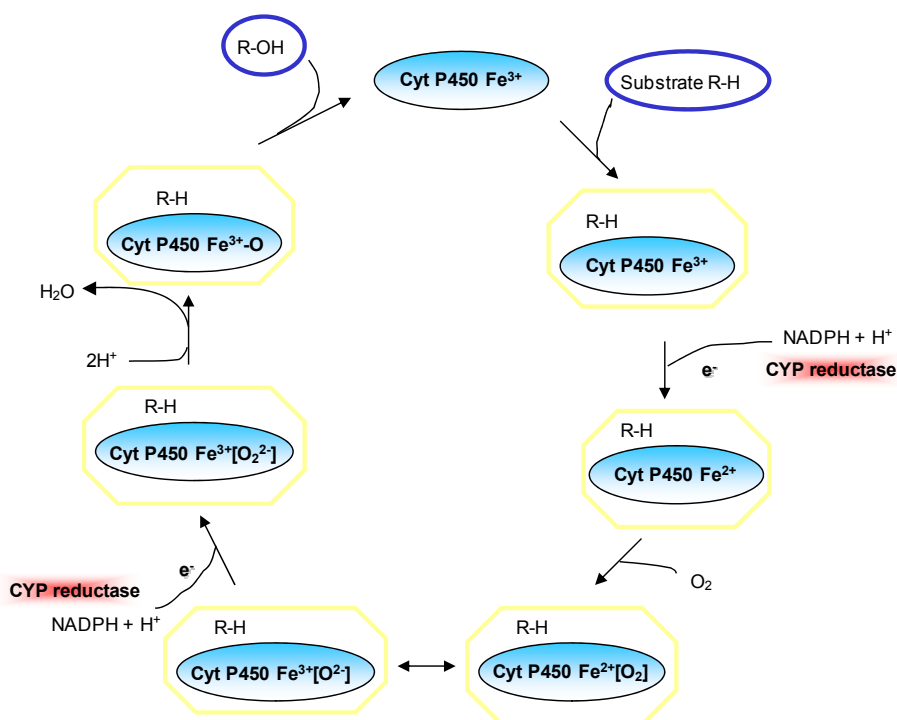 R-OH
Cyt P450 Fe³⁺
Substrate R-H
R-H
Cyt P450 Fe³⁺
NADPH + H⁺
e⁻
CYP reductase
R-H
Cyt P450 Fe²⁺
O₂
R-H
Cyt P450 Fe²⁺[O₂]
R-H
Cyt P450 Fe³⁺[O²⁻]
e⁻
CYP reductase
NADPH + H⁺
R-H
Cyt P450 Fe³⁺[O₂²⁻]
2H⁺
H₂O
R-H
Cyt P450 Fe³⁺-O